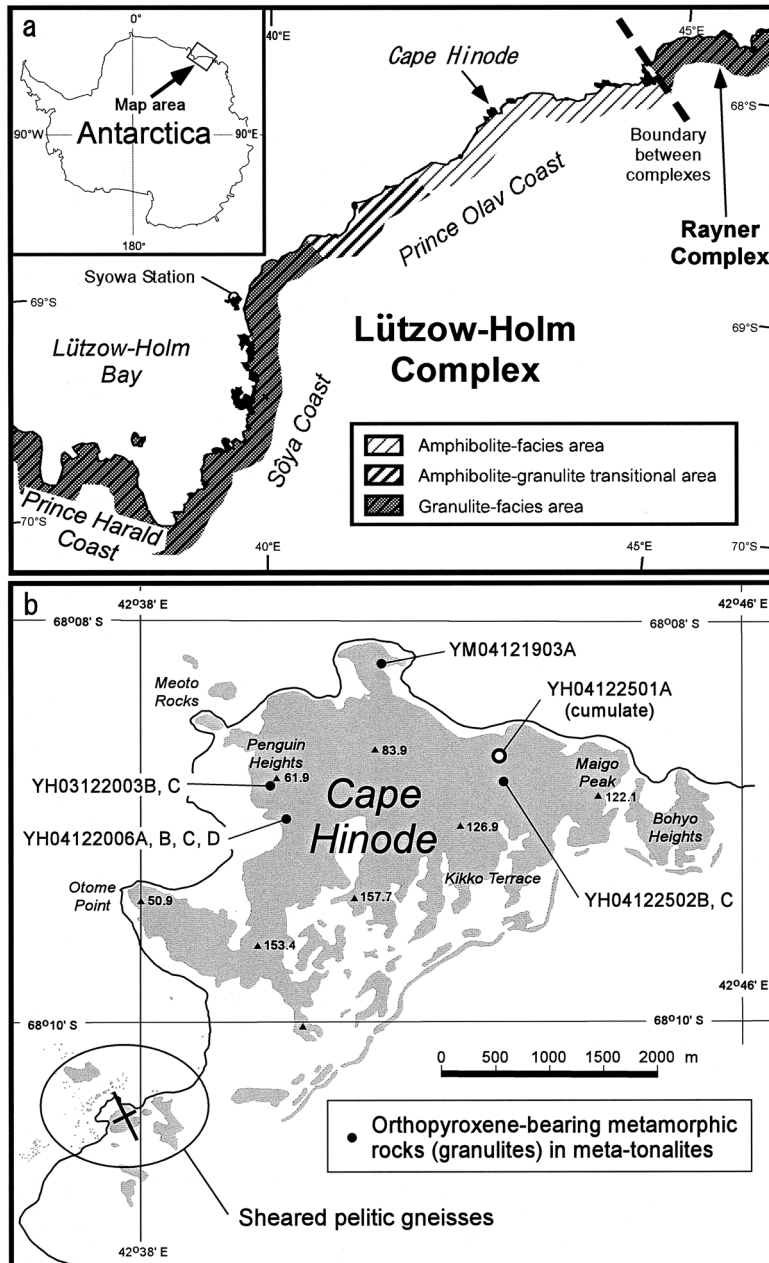 a
0°
Map area
Antarctica
90°W
90°E
180°
40°E
45°E
Cape Hinode
68°S
Boundary
between
complexes
Prince Olav Coast
Rayner
Complex
Syowa Station
69°S
69°S
Lützow-Holm
Bay
Lützow-Holm
Complex
Sôya Coast
Amphibolite-facies area
Amphibolite-granulite transitional area
Granulite-facies area
Prince Harald
Coast
70°S
40°E
45°E
70°S
b
42°38' E
42°46' E
68°08' S
68°08' S
YM04121903A
Meoto
Rocks
YH04122501A
(cumulate)
Penguin
Heights
83.9
61.9
Maigo
Peak
122.1
YH03122003B, C
Cape
Hinode
YH04122006A, B, C, D
126.9
Bohyo
Heights
Kikko Terrace
Otome
Point
50.9
157.7
YH04122502B, C
153.4
42°46' E
68°10' S
68°10' S
0 500 1000 1500 2000 m
Orthopyroxene-bearing metamorphic
rocks (granulites) in meta-tonalites
Sheared pelitic gneisses
42°38' E